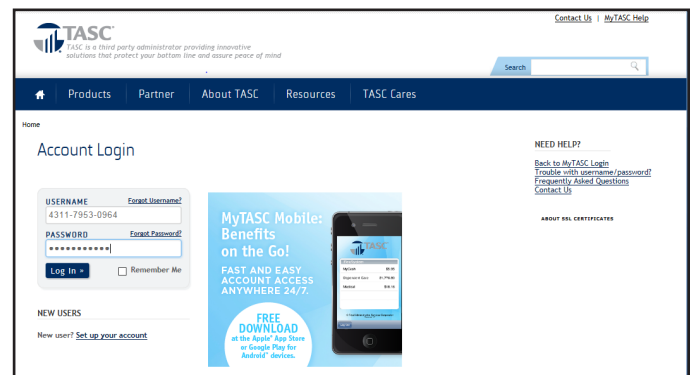 Contact Us | MyTASC Help
TASC
TASC is a third party administrator providing innovative
solutions that protect your bottom line and assure peace of mind
Search
Products Partner About TASC Resources TASC Cares
Home
Account Login
USERNAME Forgot Username?
4311-7953-0964
PASSWORD Forgot Password?
•••••••••••
Log In » Remember Me
NEW USERS
New user? Set up your account
MyTASC Mobile:
Benefits
on the Go!
FAST AND EASY
ACCOUNT ACCESS
ANYWHERE 24/7.
FREE
DOWNLOAD
at the Apple® App Store
or Google Play for
Android™ devices.
TASC
MyCash
Medical
NEED HELP?
Back to MyTASC Login
Trouble with username/password?
Frequently Asked Questions
Contact Us
ABOUT SSL CERTIFICATES